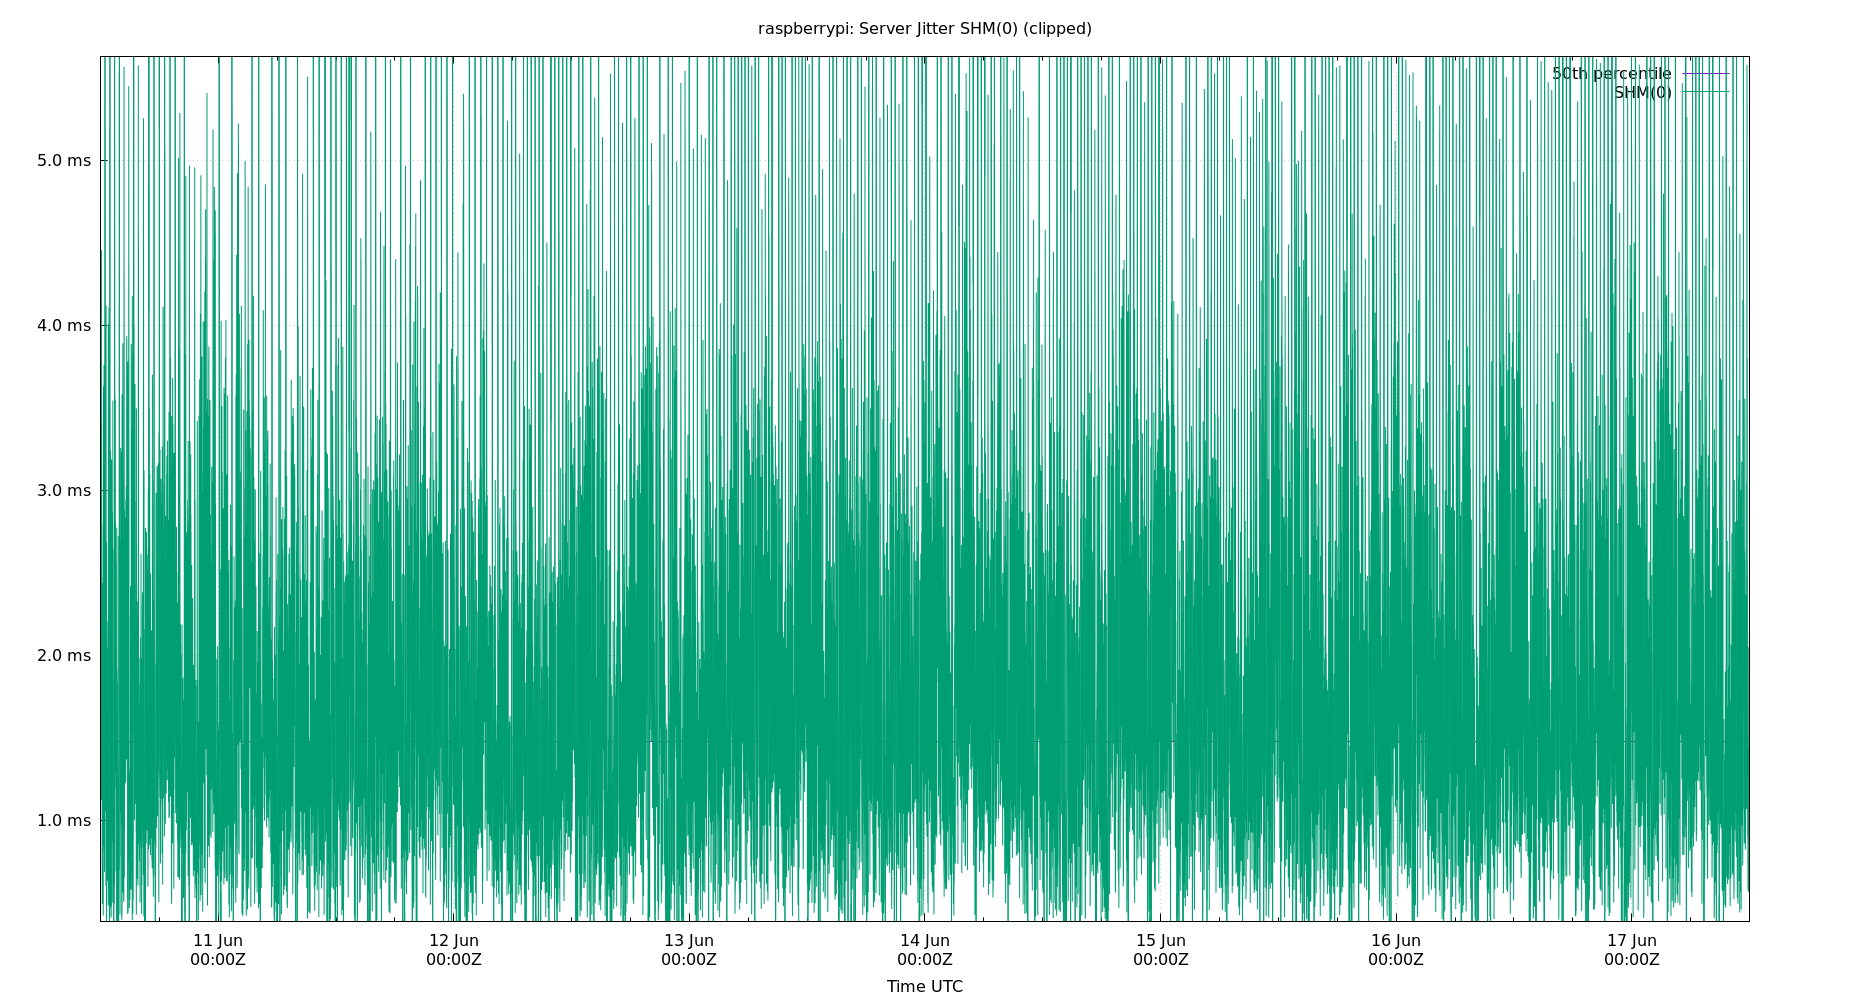 raspberrypi: Server Jitter SHM(0) (clipped)
50th percentile
SHM(0)
5.0 ms
4.0 ms
3.0 ms
2.0 ms
1.0 ms
11 Jun 12 Jun 13 Jun 14 Jun 15 Jun 16 Jun 17 Jun
00:00Z 00:00Z 00:00Z 00:00Z 00:00Z 00:00Z 00:00Z
Time UTC